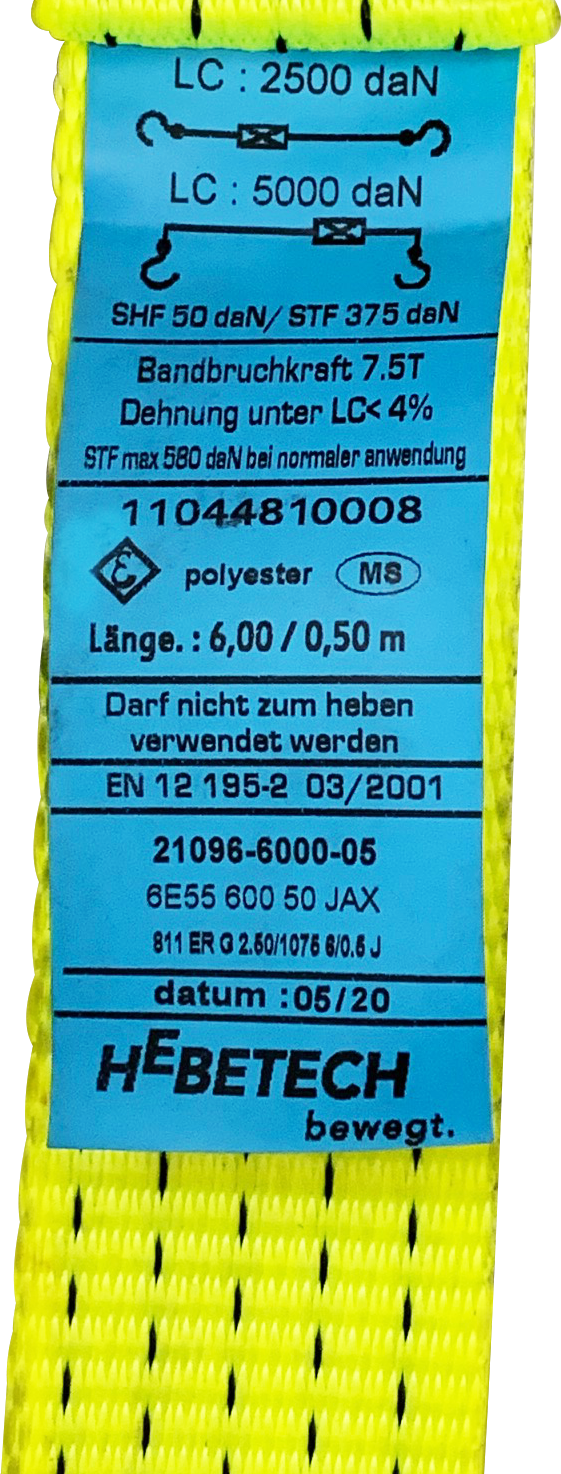 LC : 2500 daN
LC : 5000 daN
SHF 50 daN/ STF 375 daN
Bandbruchkraft 7.5T
Dehnung unter LC< 4%
STF max 580 daN bei normaler anwendung
11044810008
polyester MS
Länge. : 6,00 / 0,50 m
Darf nicht zum heben
verwendet werden
EN 12 195-2 03/2001
21096-6000-05
6E55 600 50 JAX
811 ER G 2.50/1075 6/0.5 J
datum :05/20
HEBETECH
bewegt.